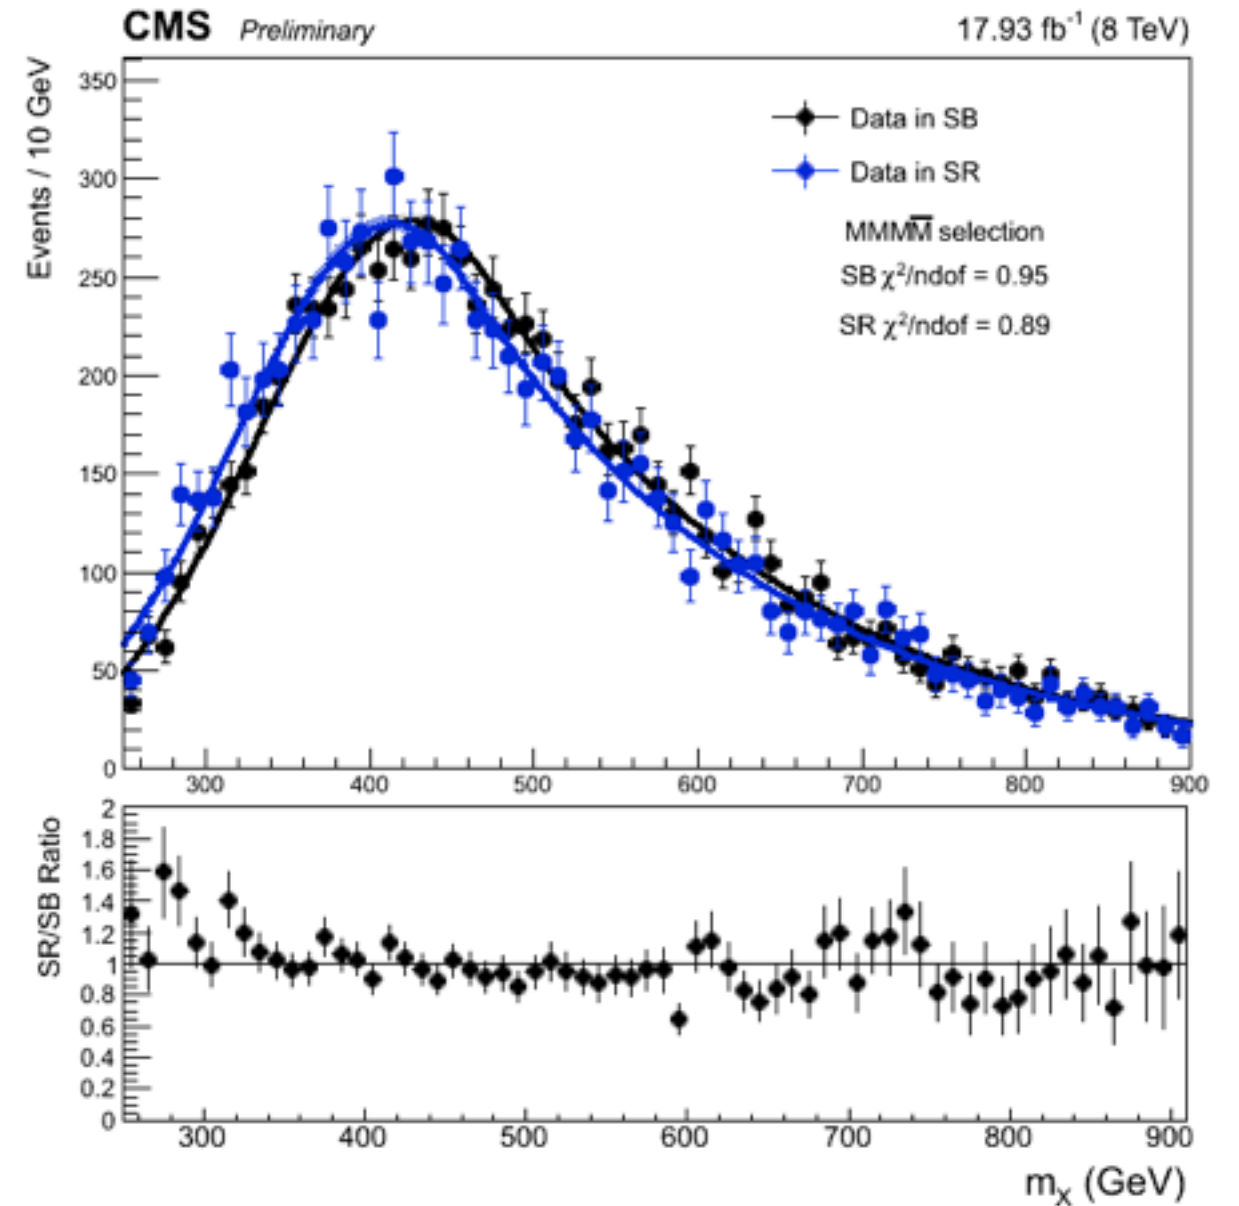 CMS Preliminary 17.93 fb⁻¹ (8 TeV)
Events / 10 GeV
350
300
250
200
150
100
50
0
Data in SB
Data in SR
MMMM̅ selection
SB χ²/ndof = 0.95
SR χ²/ndof = 0.89
300 400 500 600 700 800 900
SR/SB Ratio
2
1.8
1.6
1.4
1.2
1
0.8
0.6
0.4
0.2
0
300 400 500 600 700 800 900
m_X (GeV)